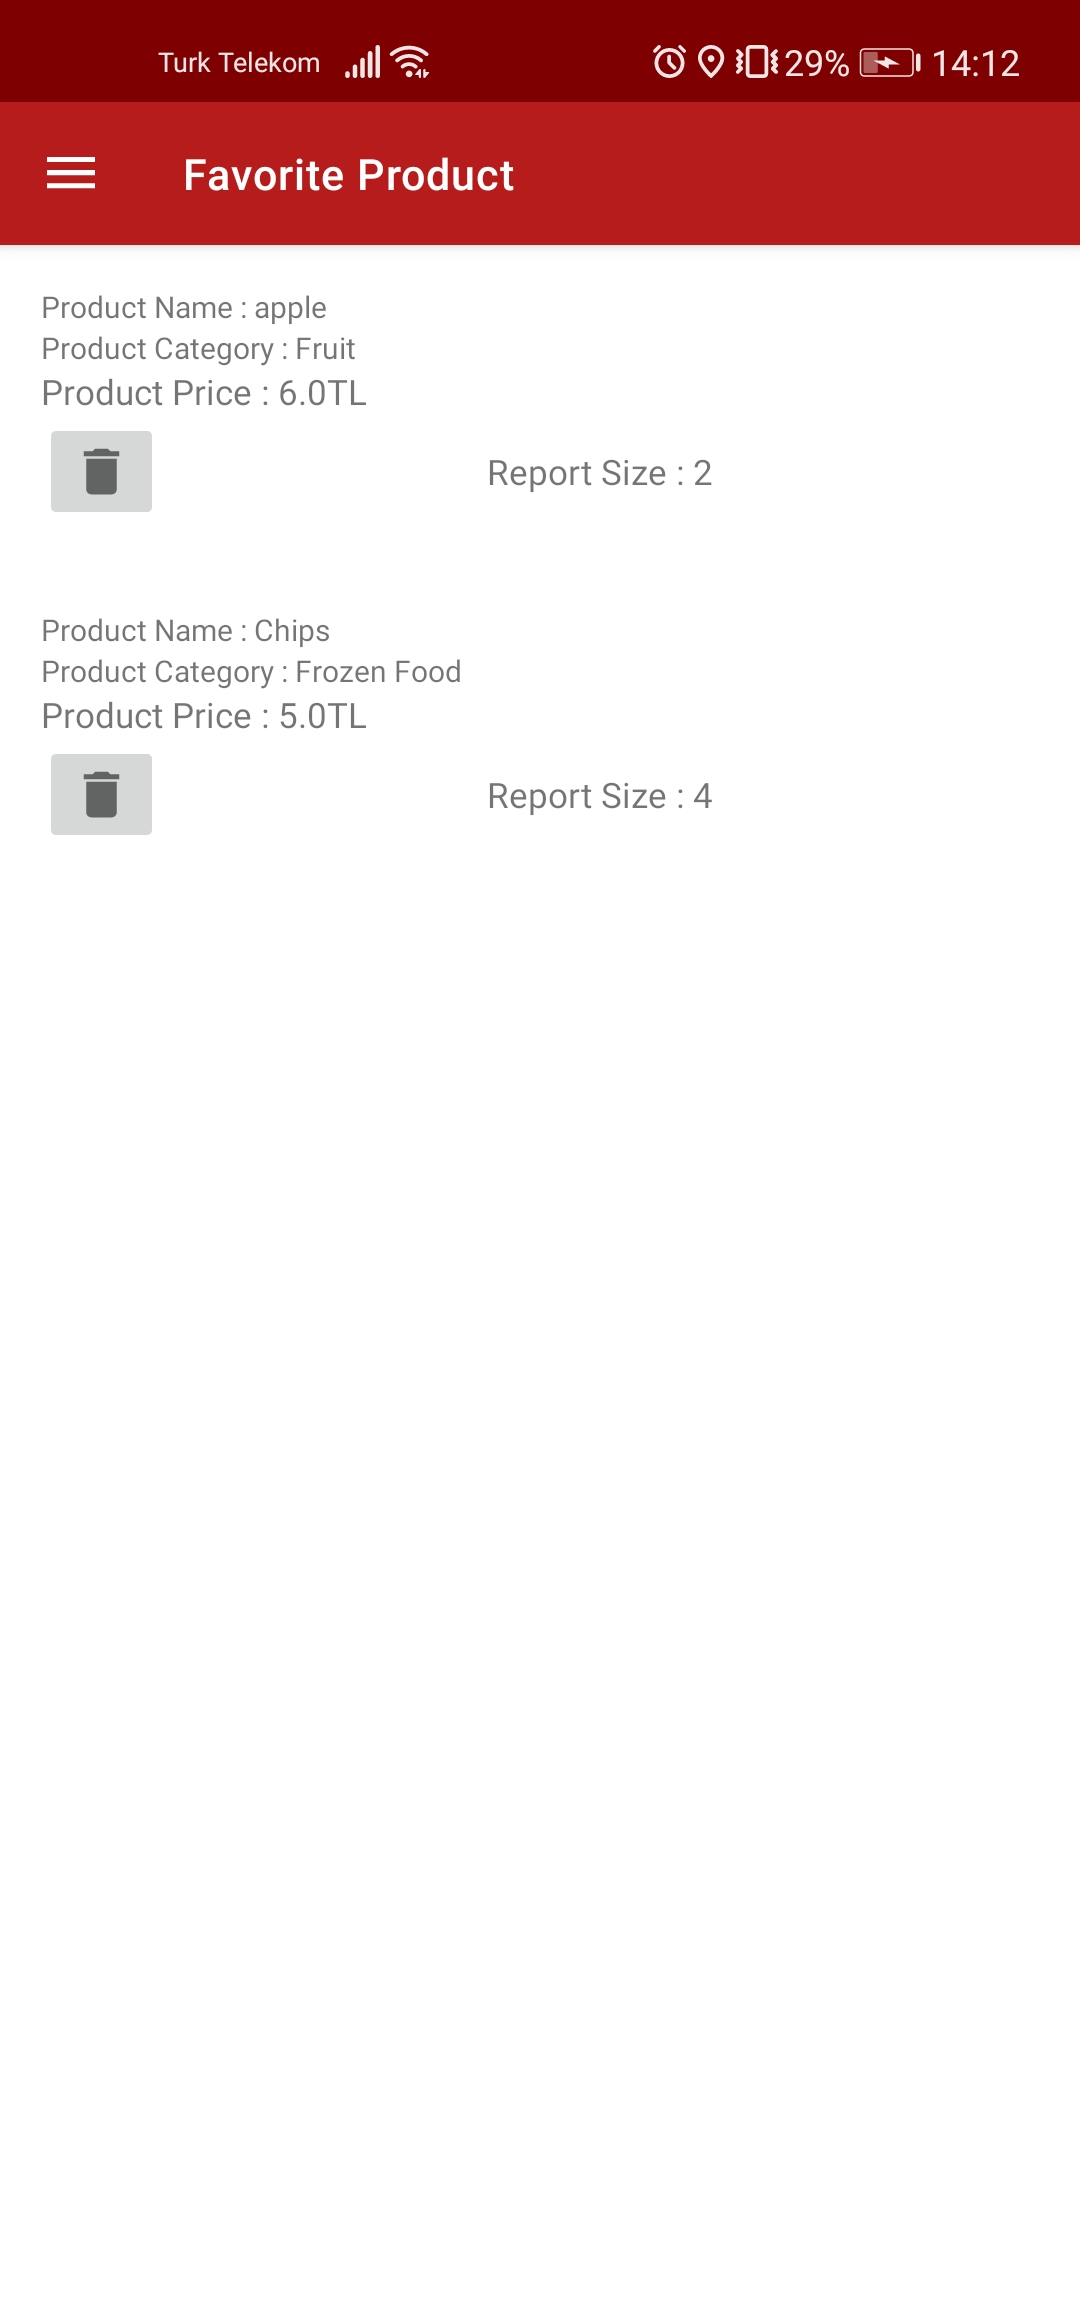 Turk Telekom 29% 14:12
Favorite Product
Product Name : apple
Product Category : Fruit
Product Price : 6.0TL
Report Size : 2
Product Name : Chips
Product Category : Frozen Food
Product Price : 5.0TL
Report Size : 4